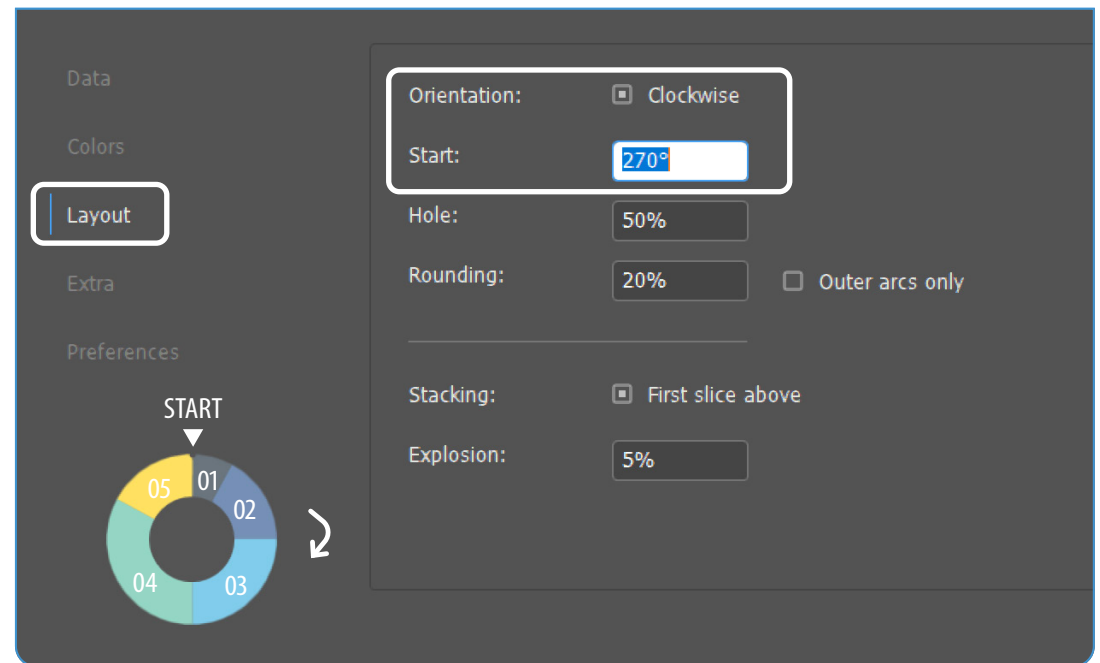 Data
Colors
Layout
Extra
Preferences
Orientation: Clockwise
Start: 270°
Hole: 50%
Rounding: 20% Outer arcs only
Stacking: First slice above
Explosion: 5%
START
01
02
03
04
05